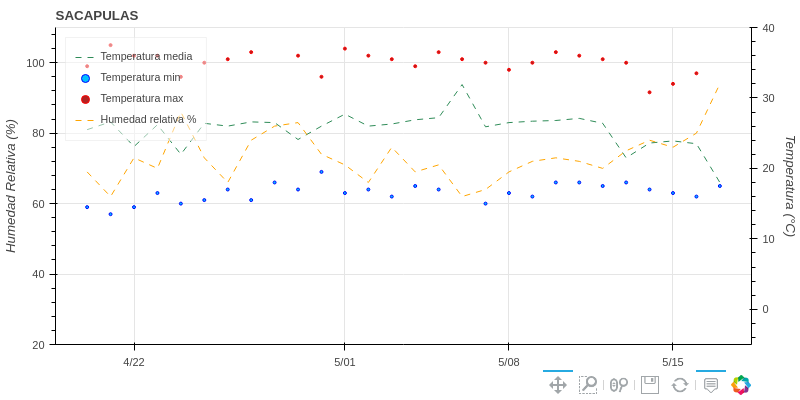 SACAPULAS
Temperatura media
Temperatura min
Temperatura max
Humedad relativa %
Humedad Relativa (%)
100
80
60
40
20
40
30
20
10
0
Temperatura (°C)
4/22
5/01
5/08
5/15